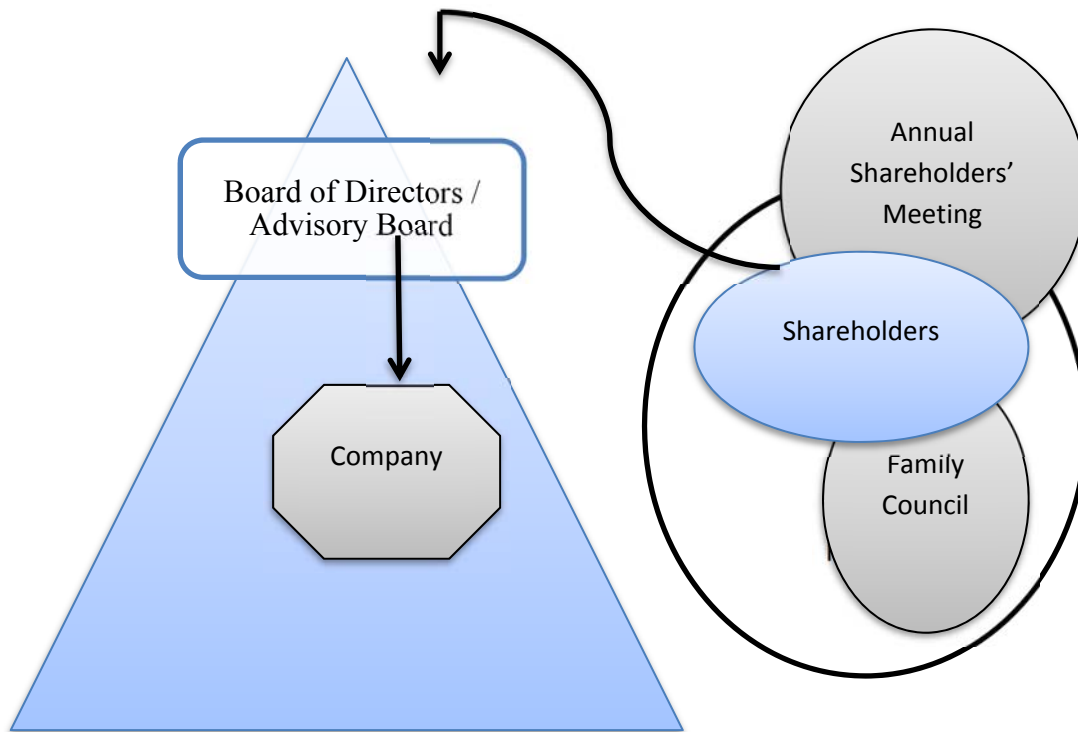 Board of Directors /
Advisory Board
Company
Annual
Shareholders’
Meeting
Shareholders
Family
Council